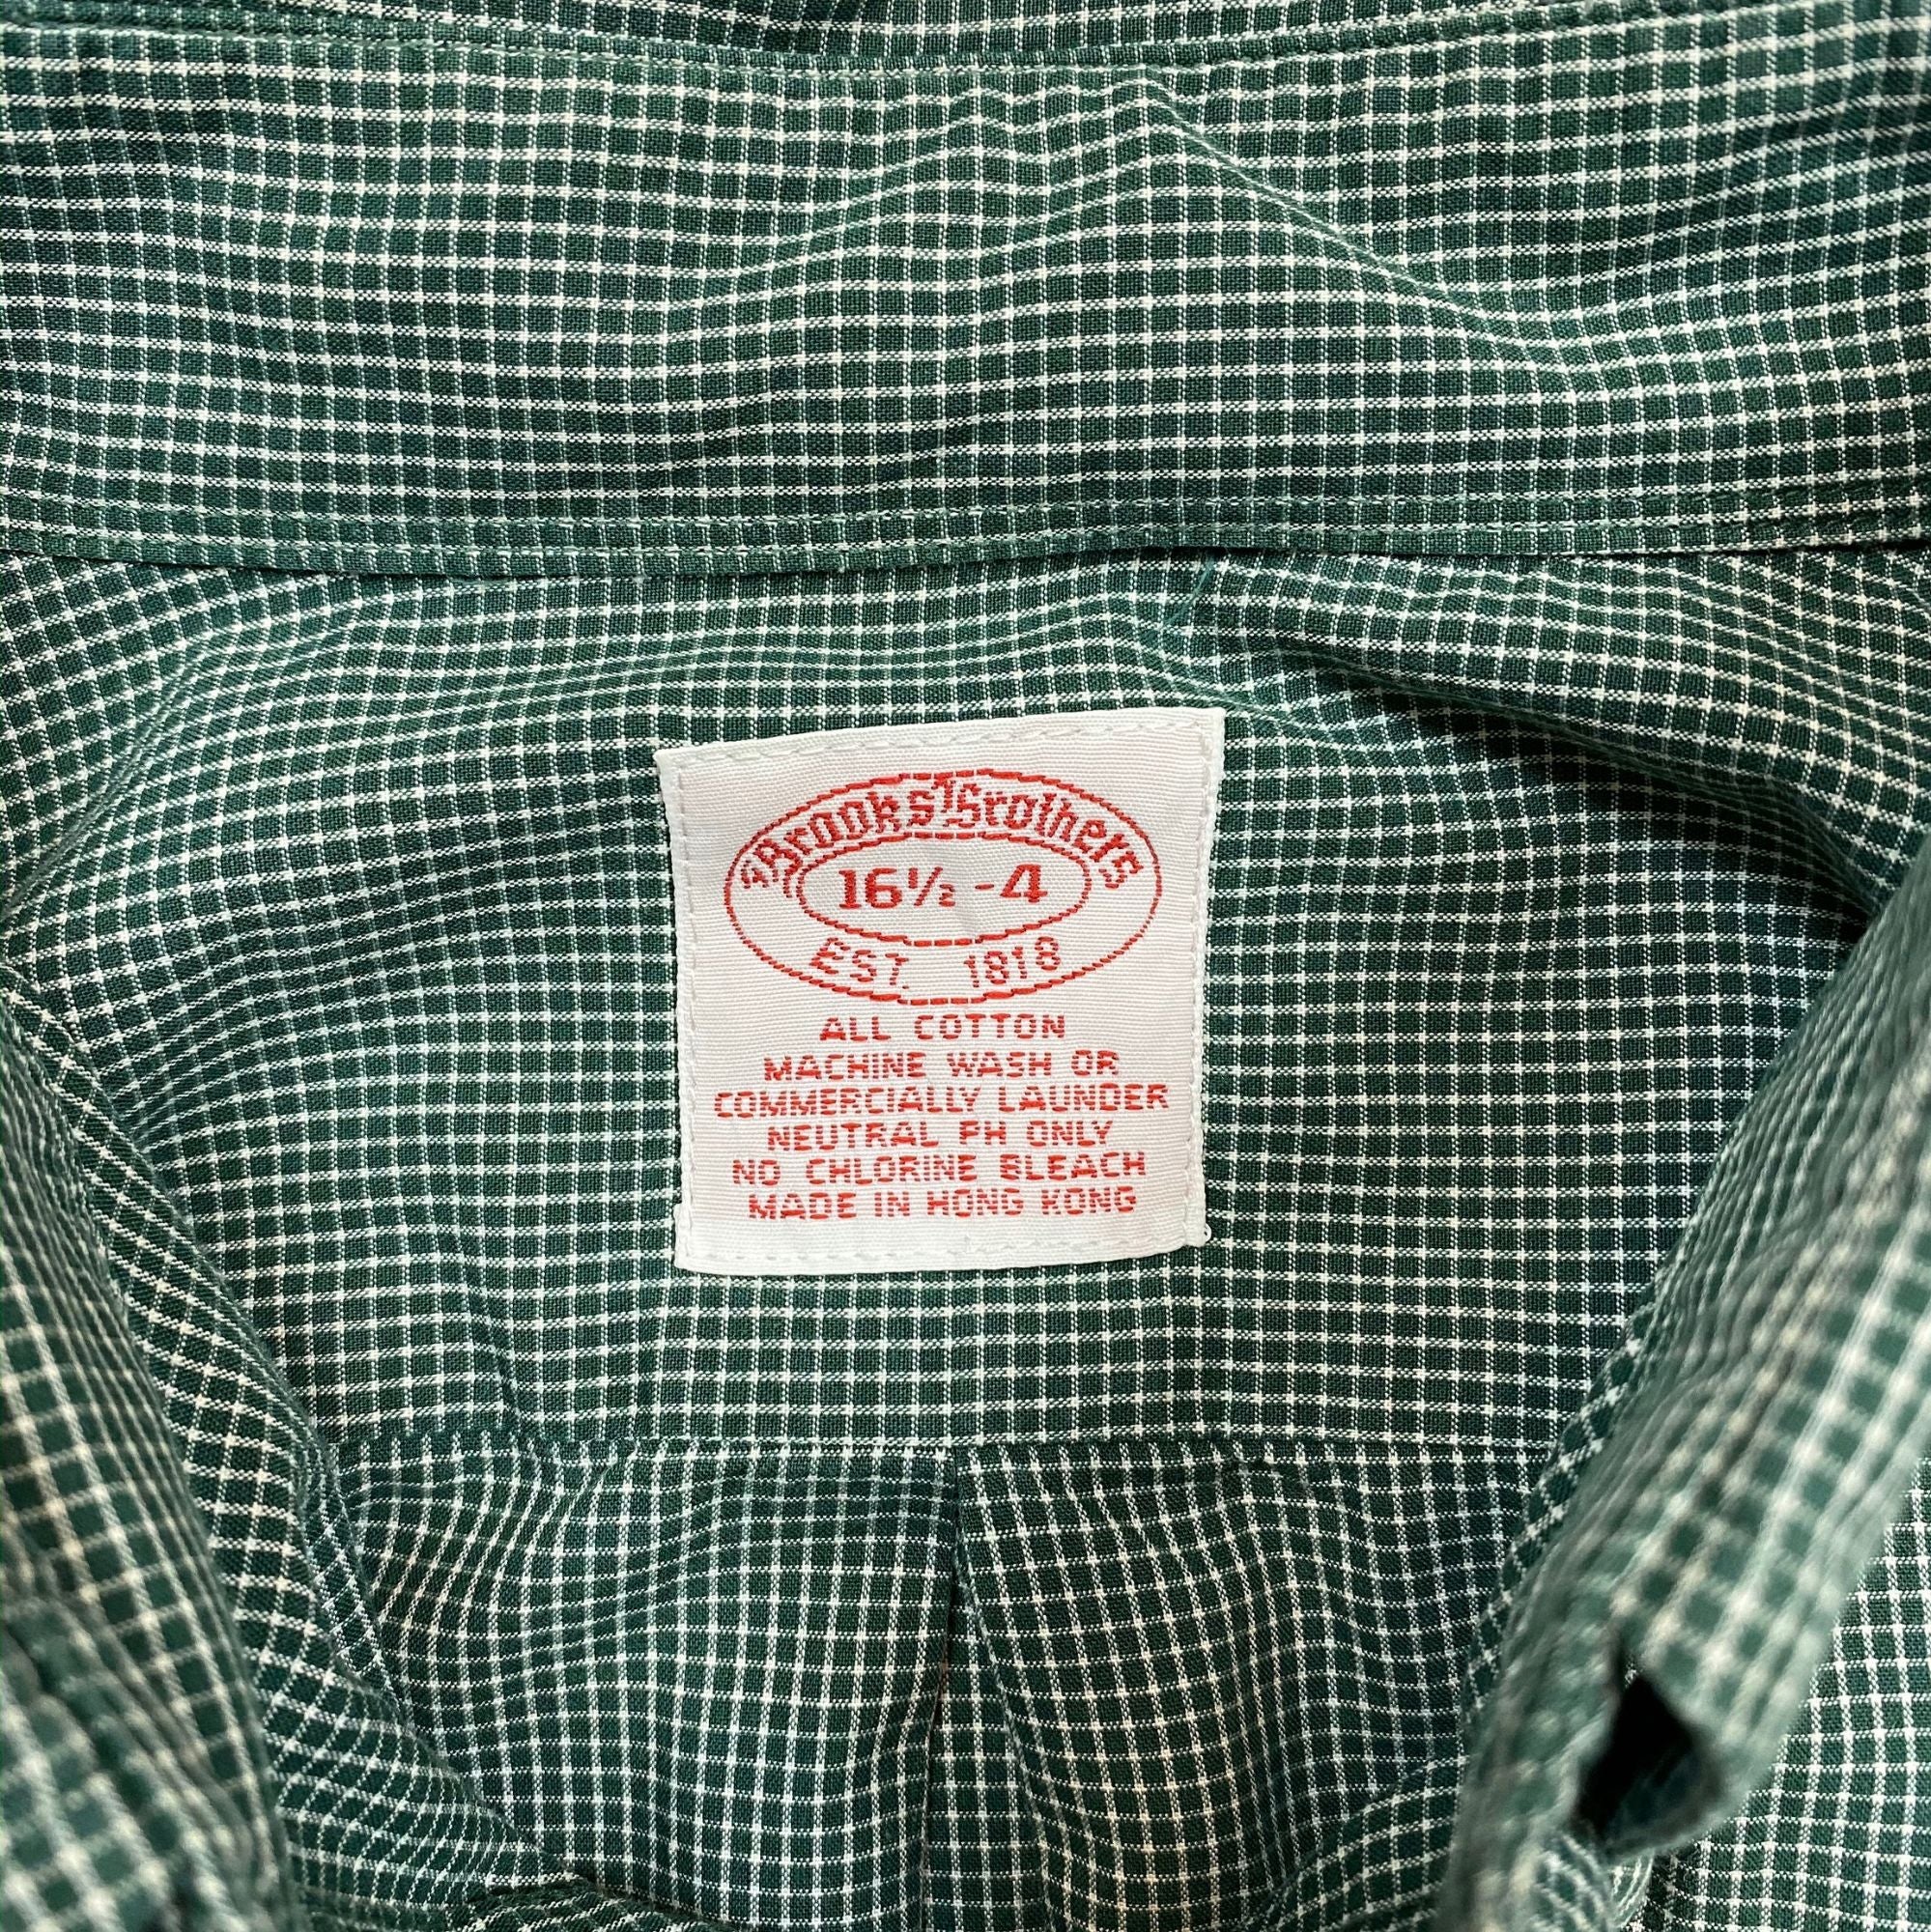 Brooks Brothers
16½ -4
EST. 1818
ALL COTTON
MACHINE WASH OR
COMMERCIALLY LAUNDER
NEUTRAL PH ONLY
NO CHLORINE BLEACH
MADE IN HONG KONG